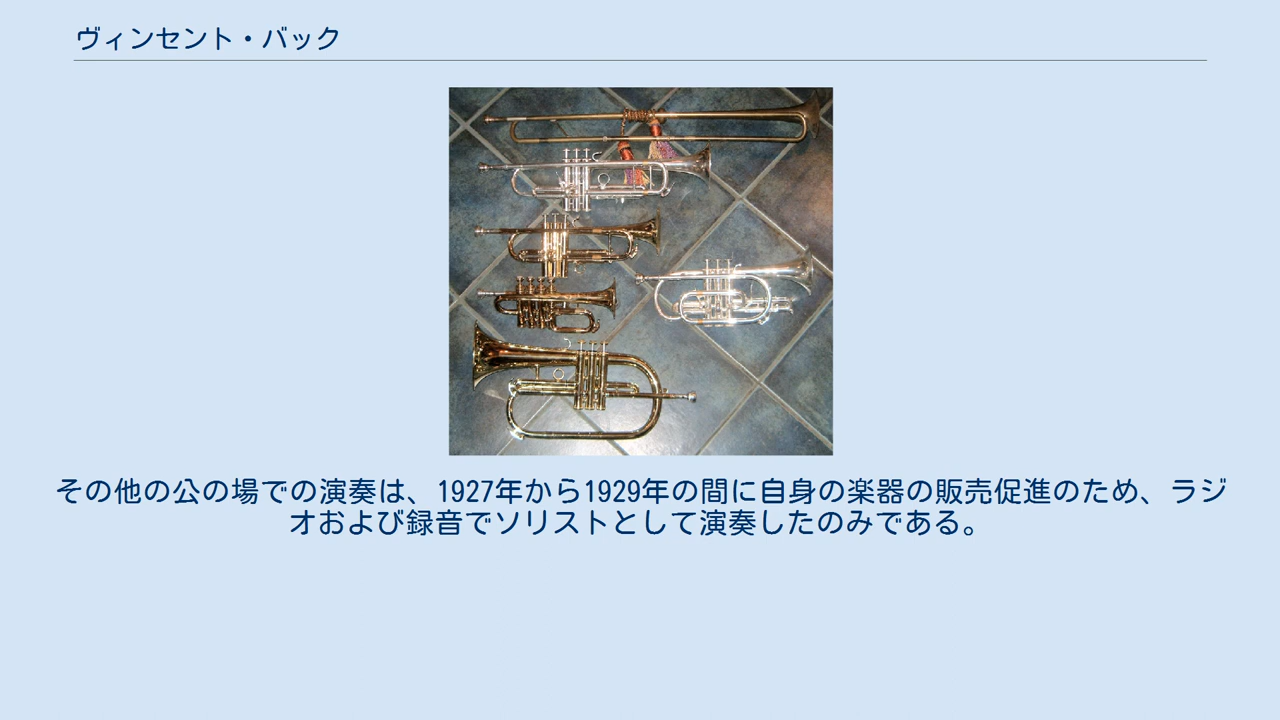 ヴィンセント・バック
その他の公の場での演奏は、1927年から1929年の間に自身の楽器の販売促進のため、ラジ
オおよび録音でソリストとして演奏したのみである。